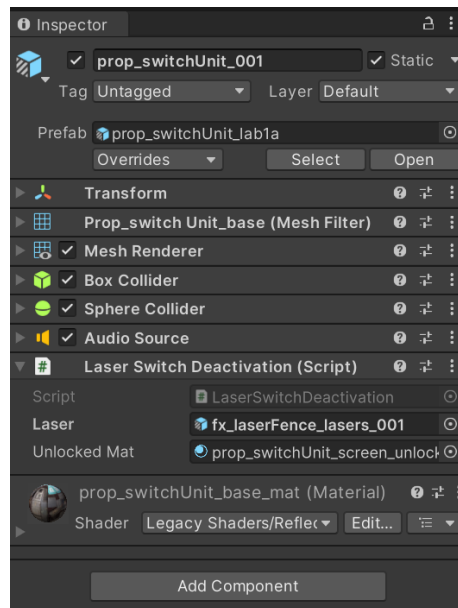 Inspector
prop_switchUnit_001 Static
Tag Untagged Layer Default
Prefab prop_switchUnit_lab1a
Overrides Select Open
Transform
Prop_switch Unit_base (Mesh Filter)
Mesh Renderer
Box Collider
Sphere Collider
Audio Source
# Laser Switch Deactivation (Script)
Script # LaserSwitchDeactivation
Laser fx_laserFence_lasers_001
Unlocked Mat prop_switchUnit_screen_unlock
prop_switchUnit_base_mat (Material)
Shader Legacy Shaders/Reflec Edit...
Add Component